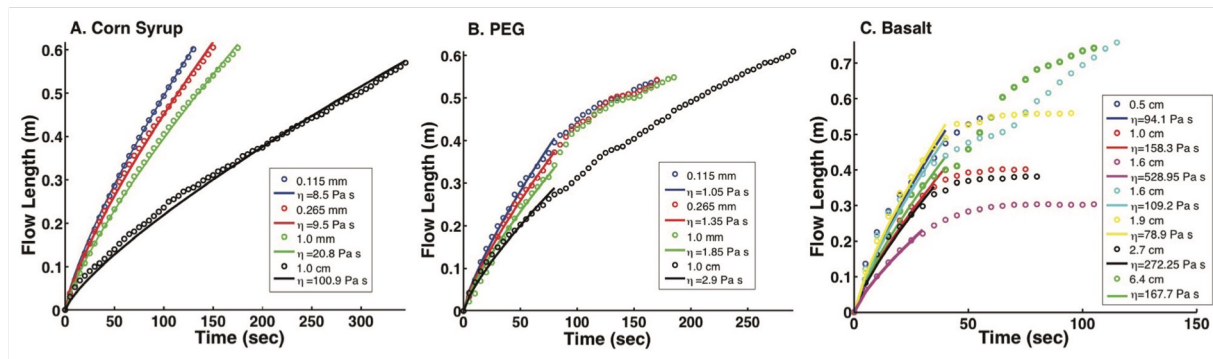 A. Corn Syrup
0.6
0.5
0.4
0.3
0.2
0.1
0
Flow Length (m)
0 50 100 150 200 250 300
Time (sec)
0.115 mm
η=8.5 Pa s
0.265 mm
η=9.5 Pa s
1.0 mm
η=20.8 Pa s
1.0 cm
η=100.9 Pa s
B. PEG
0.6
0.5
0.4
0.3
0.2
0.1
0
Flow Length (m)
0 50 100 150 200 250
Time (sec)
0.115 mm
η=1.05 Pa s
0.265 mm
η=1.35 Pa s
1.0 mm
η=1.85 Pa s
1.0 cm
η=2.9 Pa s
C. Basalt
0.7
0.6
0.5
0.4
0.3
0.2
0.1
0
Flow Length (m)
0 50 100 150
Time (sec)
0.5 cm
η=94.1 Pa s
1.0 cm
η=158.3 Pa s
1.6 cm
η=528.95 Pa s
1.6 cm
η=109.2 Pa s
1.9 cm
η=78.9 Pa s
2.7 cm
η=272.25 Pa s
6.4 cm
η=167.7 Pa s